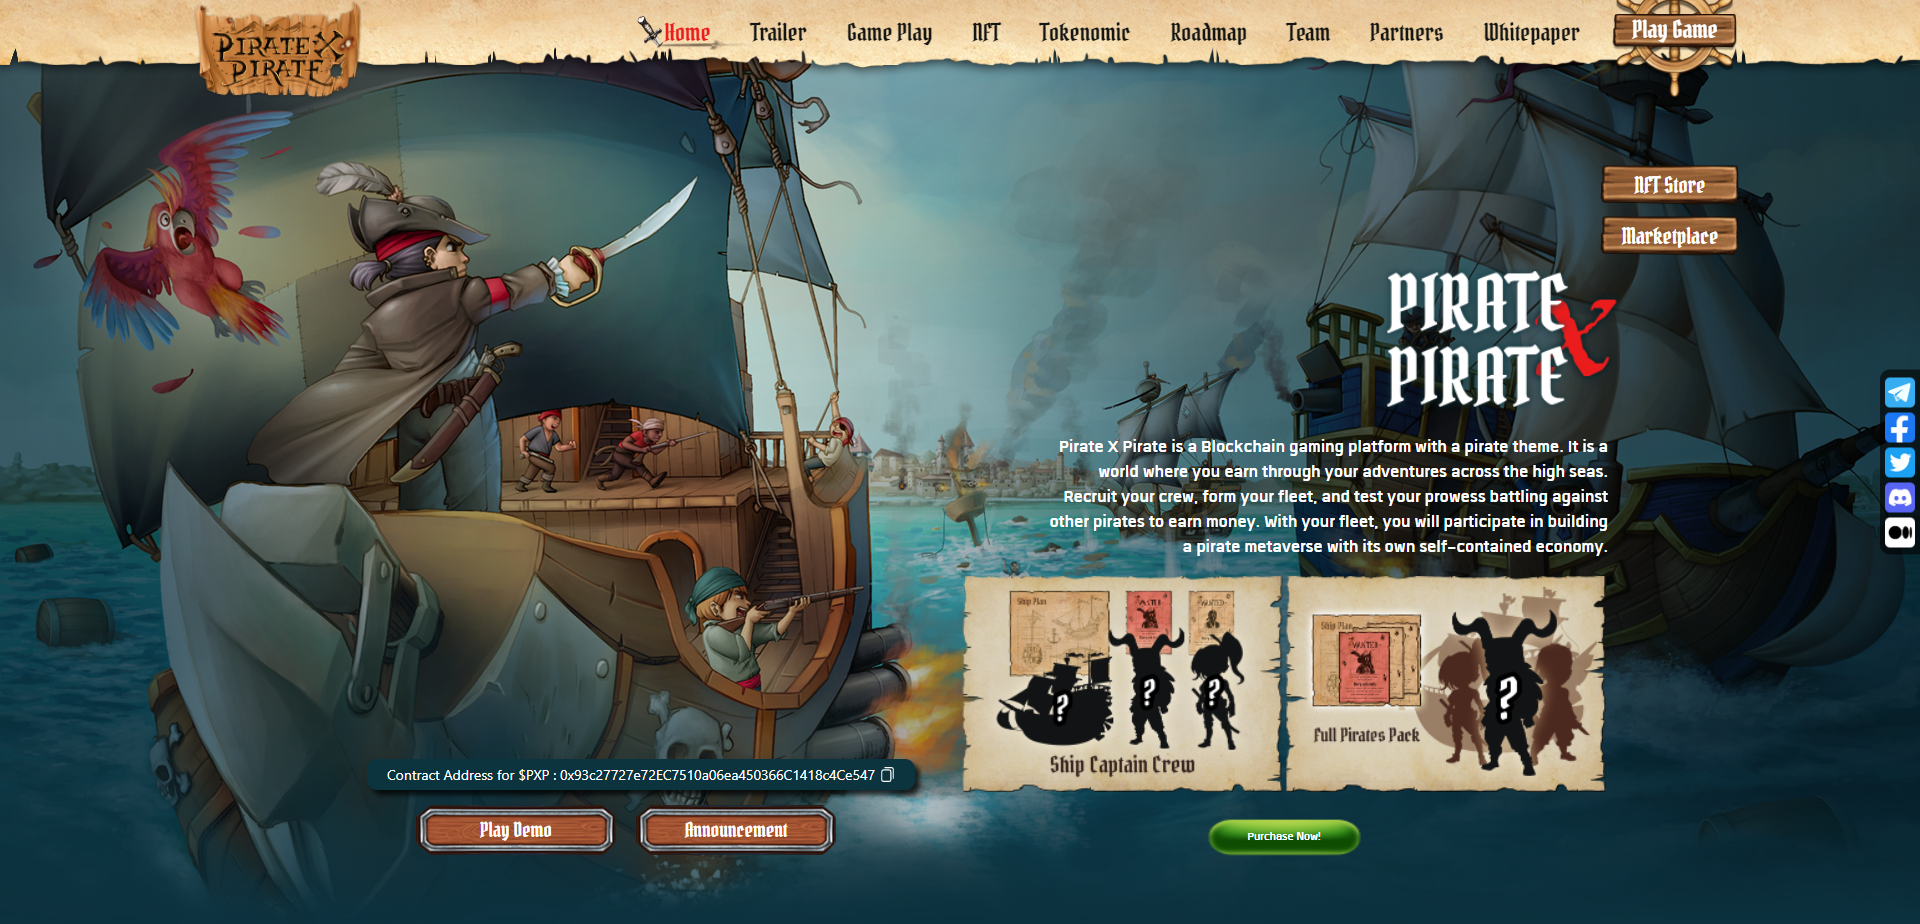 PIRATE X
PIRATE
Home
Trailer
Game Play
NFT
Tokenomic
Roadmap
Team
Partners
Whitepaper
Play Game
NFT Store
Marketplace
PIRATE X
PIRATE
Pirate X Pirate is a Blockchain gaming platform with a pirate theme. It is a
world where you earn through your adventures across the high seas.
Recruit your crew, form your fleet, and test your prowess battling against
other pirates to earn money. With your fleet, you will participate in building
a pirate metaverse with its own self-contained economy.
Ship Plan
WANTED
? ? ?
Ship Captain Crew
Ship Plan
WANTED
?
Full Pirates Pack
Contract Address for $PXP : 0x93c27727e72EC7510a06ea450366C1418c4Ce547
Play Demo
Announcement
Purchase Now!